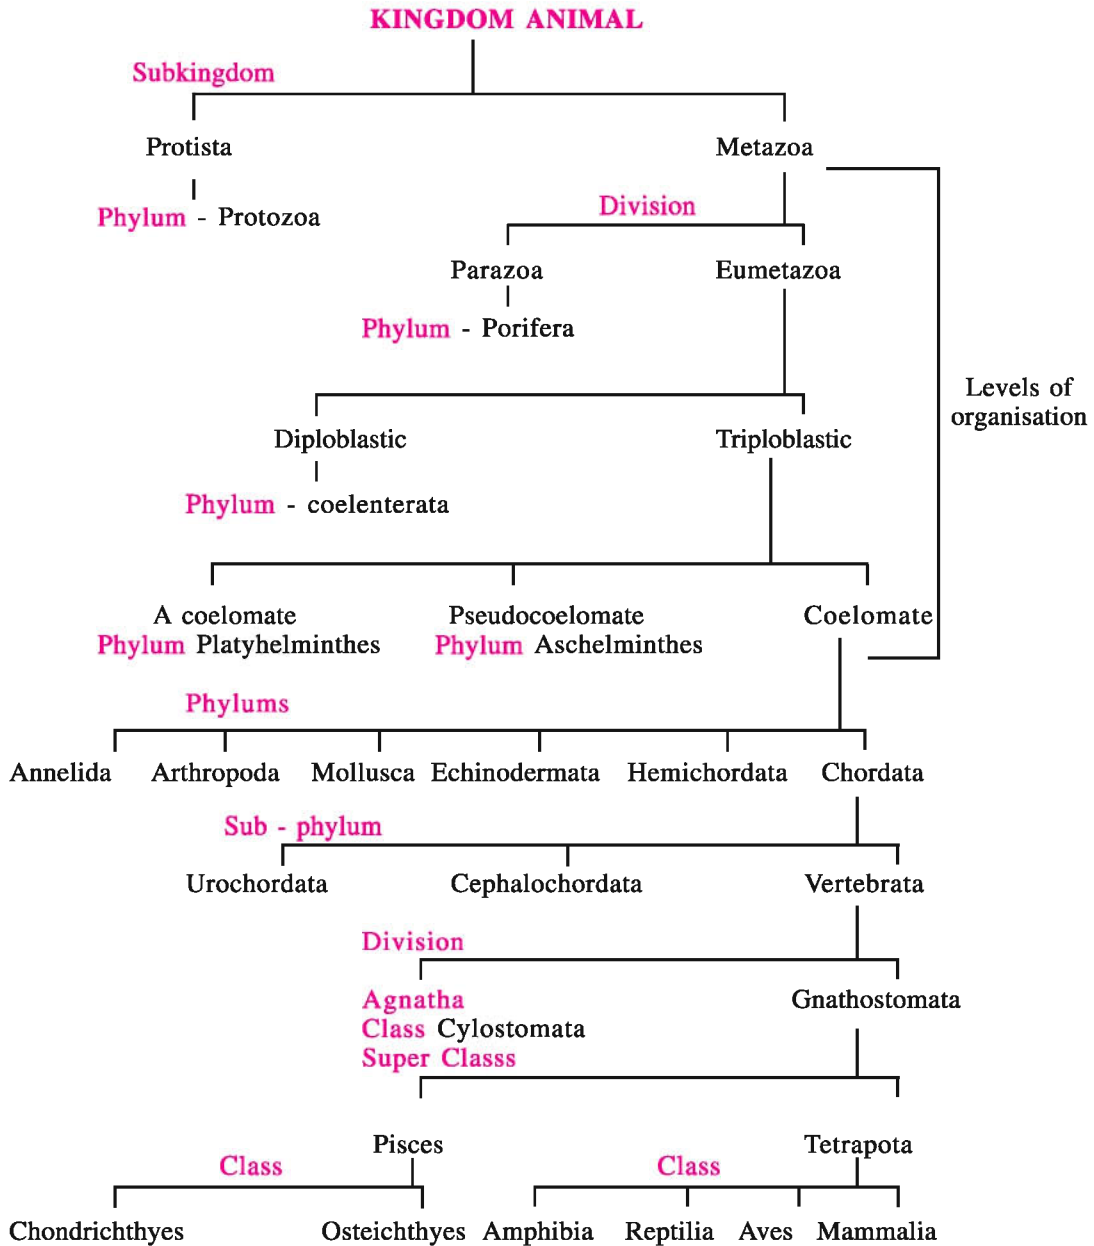 KINGDOM ANIMAL
Subkingdom
Protista Metazoa
Division
Phylum - Protozoa
Parazoa Eumetazoa
Phylum - Porifera
Levels of
organisation
Diploblastic Triploblastic
Phylum - coelenterata
A coelomate Pseudocoelomate Coelomate
Phylum Platyhelminthes Phylum Aschelminthes
Phylums
Annelida Arthropoda Mollusca Echinodermata Hemichordata Chordata
Sub - phylum
Urochordata Cephalochordata Vertebrata
Division
Agnatha Gnathostomata
Class Cylostomata
Super Classs
Pisces Tetrapota
Class Class
Chondrichthyes Osteichthyes Amphibia Reptilia Aves Mammalia